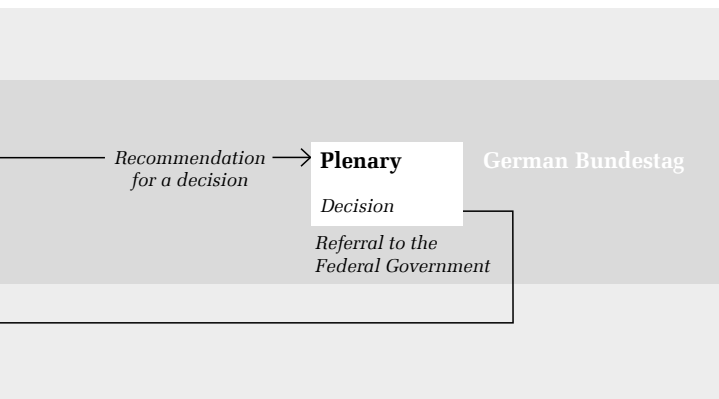 Recommendation
for a decision
Plenary
Decision
Referral to the
Federal Government
German Bundestag